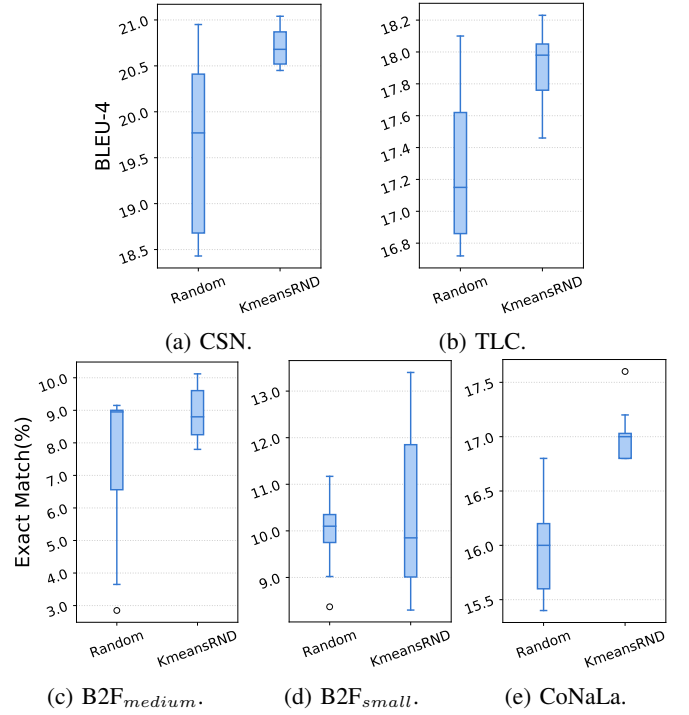 BLEU-4
21.0
20.5
20.0
19.5
19.0
18.5
Random
KmeansRND
(a) CSN.
18.2
18.0
17.8
17.6
17.4
17.2
17.0
16.8
Random
KmeansRND
(b) TLC.
Exact Match(%)
10.0
9.0
8.0
7.0
6.0
5.0
4.0
3.0
Random
KmeansRND
(c) B2Fmedium.
13.0
12.0
11.0
10.0
9.0
Random
KmeansRND
(d) B2Fsmall.
17.5
17.0
16.5
16.0
15.5
Random
KmeansRND
(e) CoNaLa.